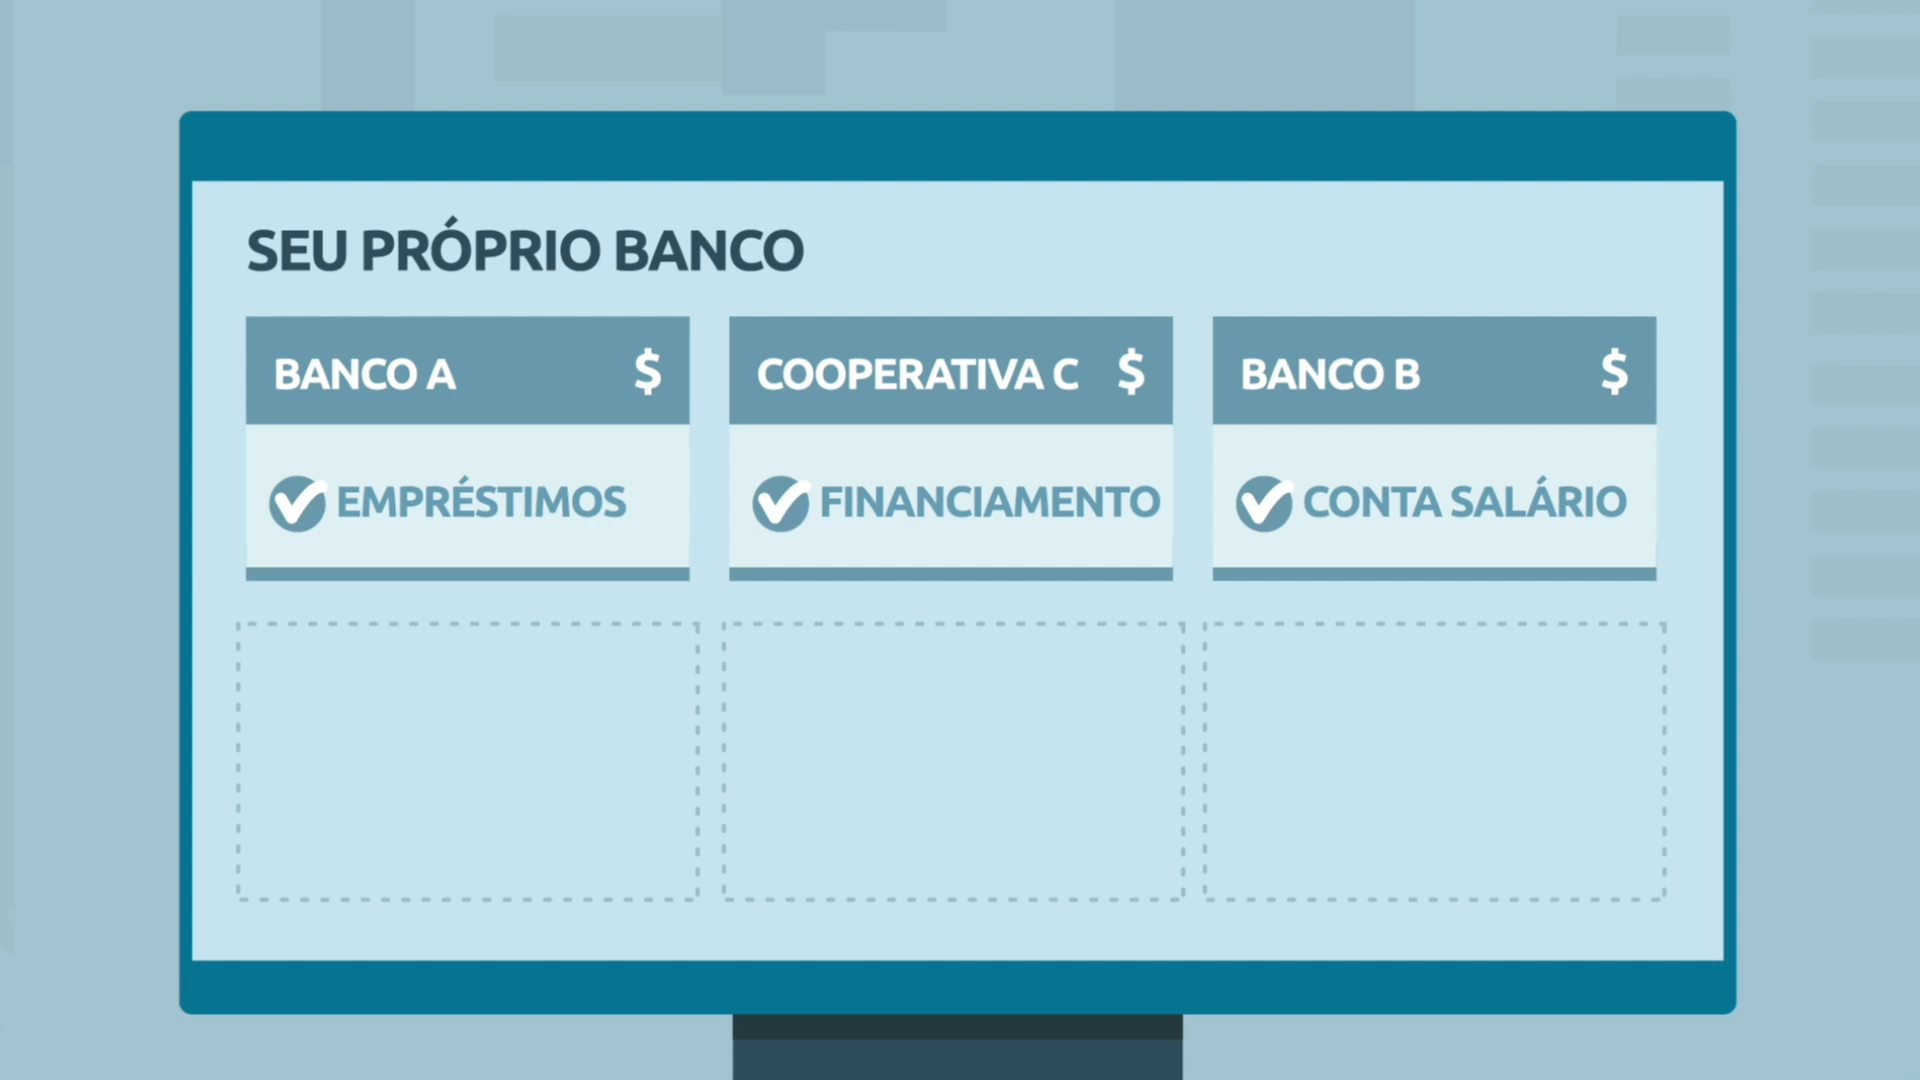 SEU PRÓPRIO BANCO
BANCO A $
EMPRÉSTIMOS
COOPERATIVA C $
FINANCIAMENTO
BANCO B $
CONTA SALÁRIO